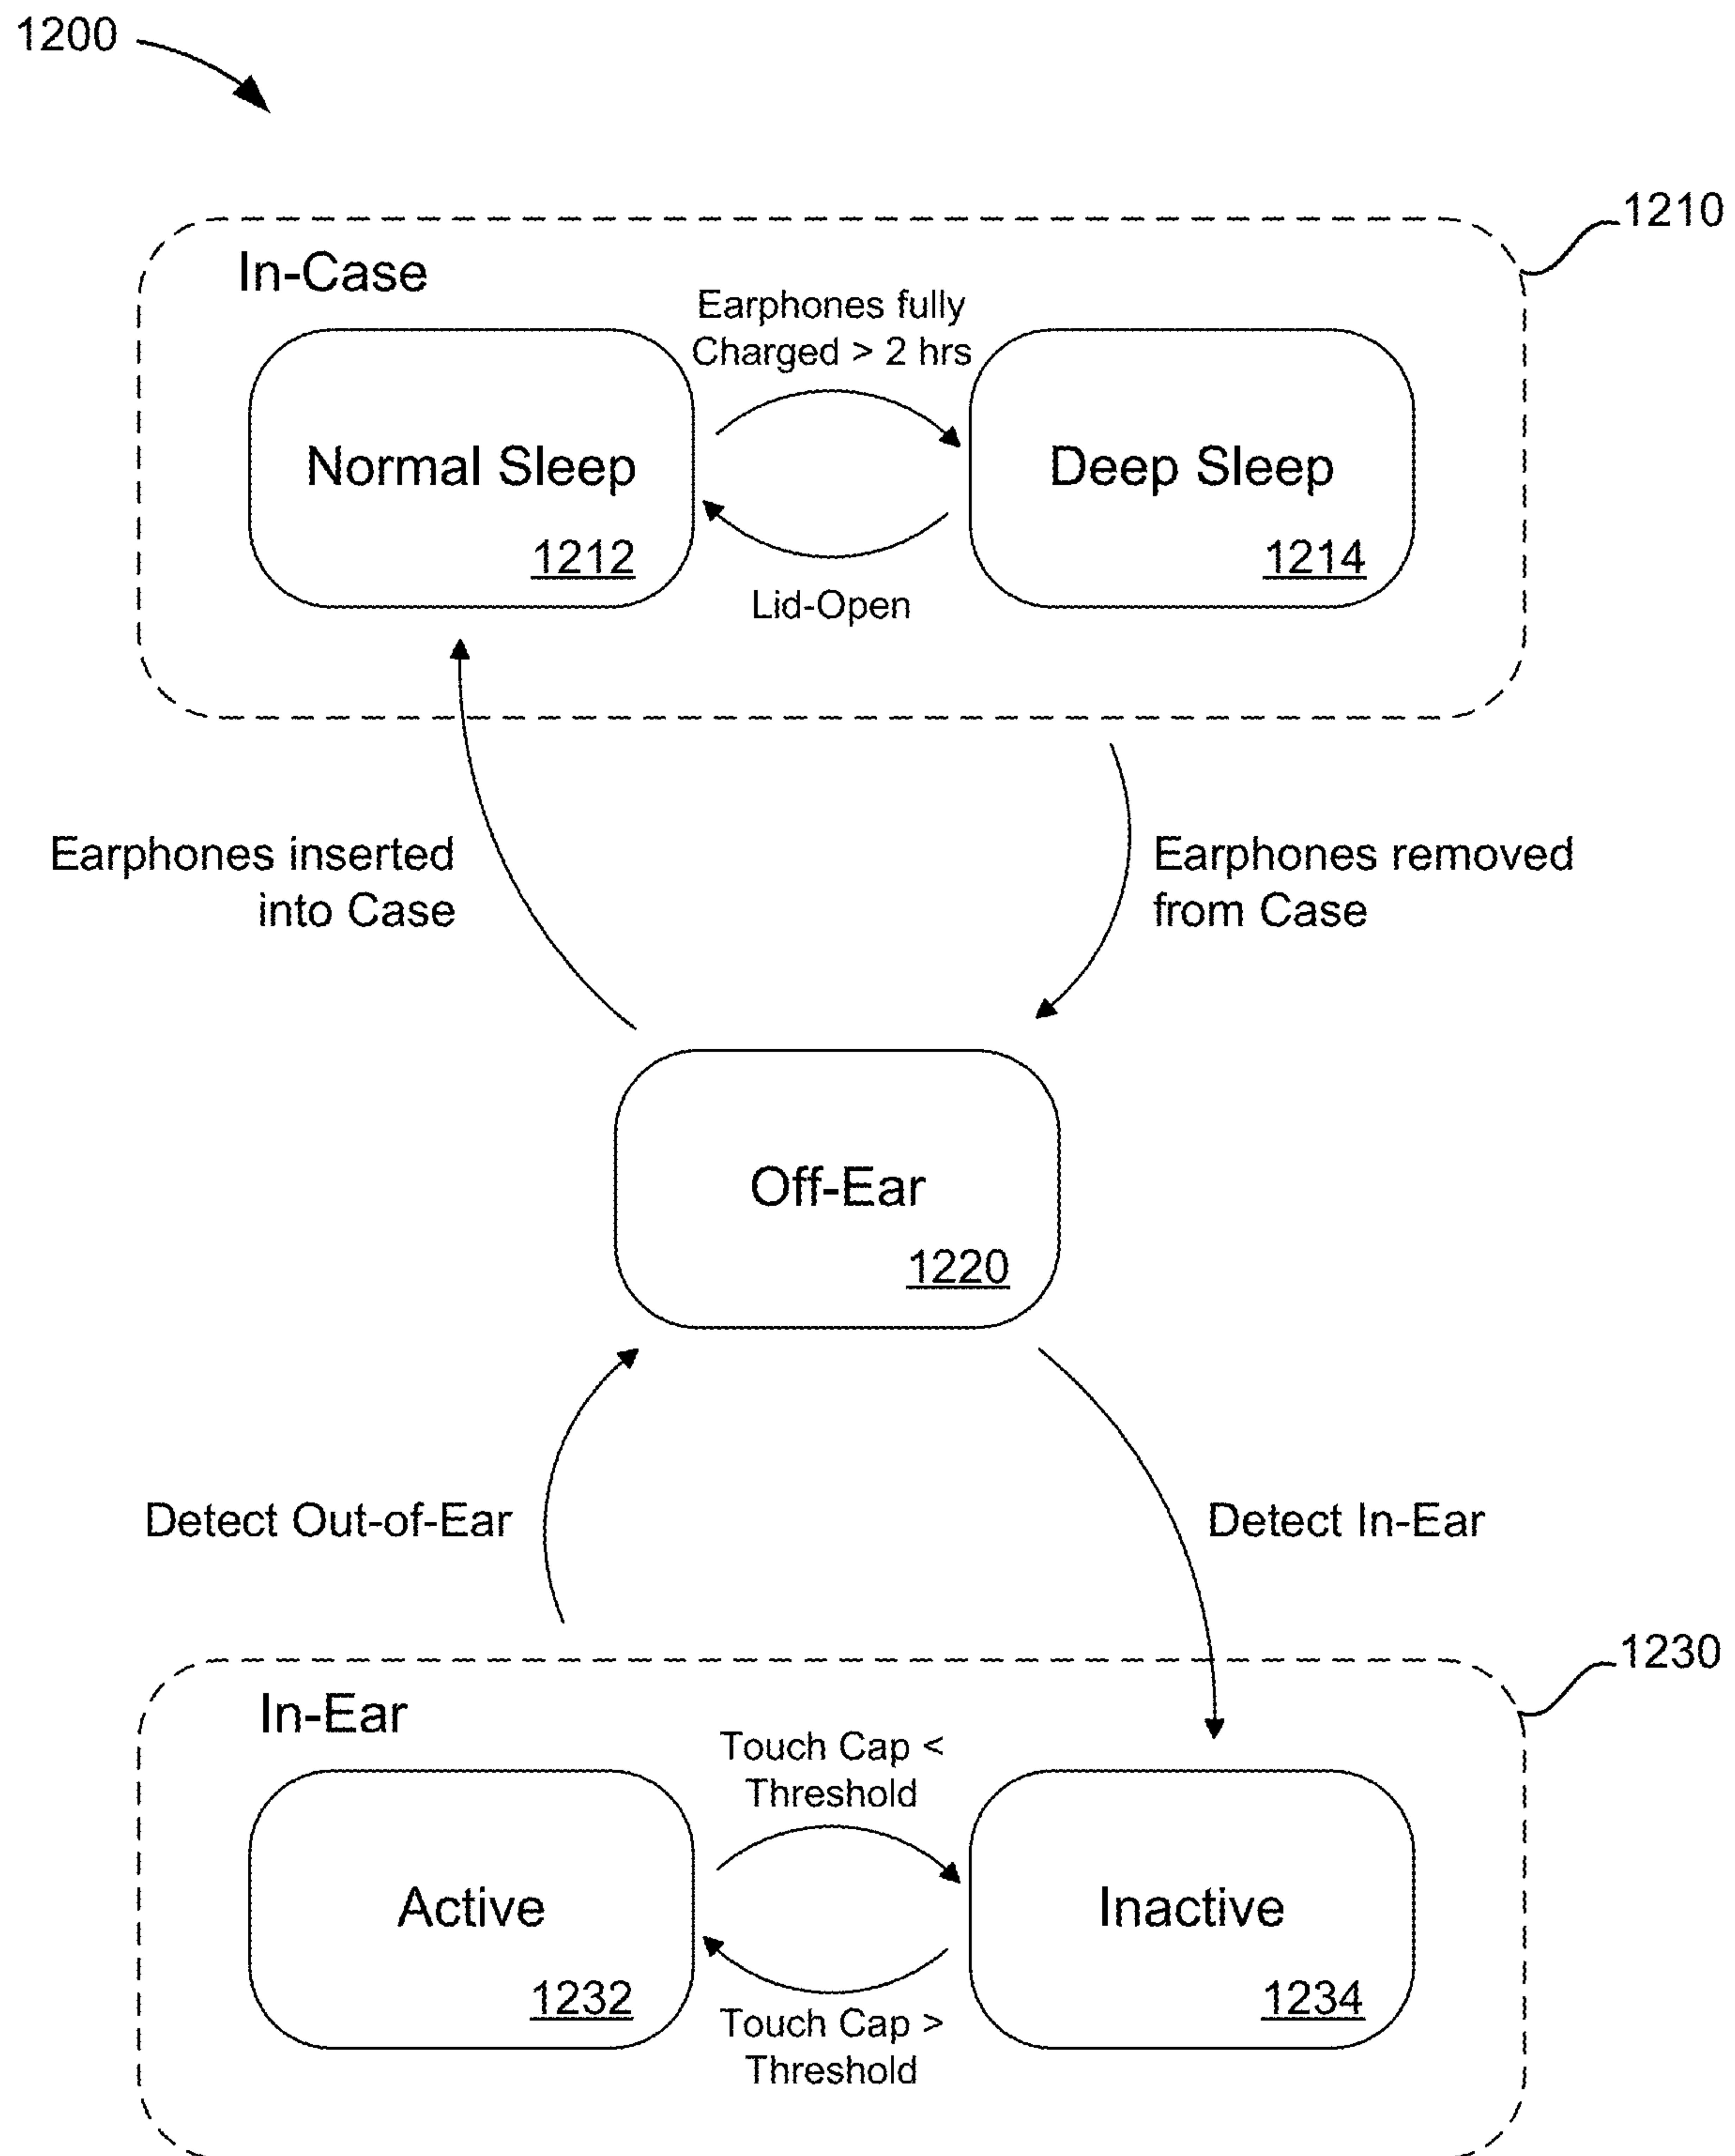 1200
1210
In-Case
Earphones fully
Charged > 2 hrs
Normal Sleep
1212
Deep Sleep
1214
Lid-Open
Earphones inserted
into Case
Earphones removed
from Case
Off-Ear
1220
Detect Out-of-Ear
Detect In-Ear
1230
In-Ear
Touch Cap <
Threshold
Active
1232
Inactive
1234
Touch Cap >
Threshold